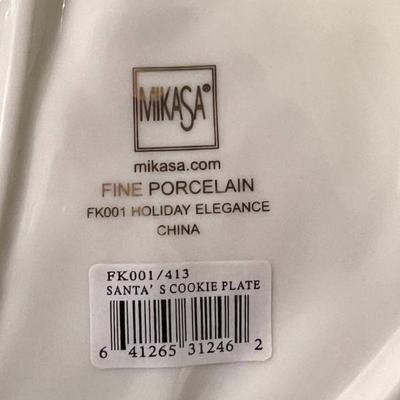 MIKASA®
mikasa.com
FINE PORCELAIN
FK001 HOLIDAY ELEGANCE
CHINA
FK001/413
SANTA'S COOKIE PLATE
6 41265 31246 2